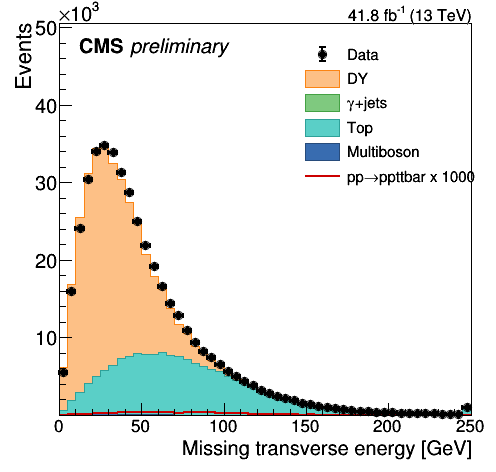 ×10³
41.8 fb⁻¹ (13 TeV)
Events
50
40
30
20
10
CMS preliminary
Data
DY
γ+jets
Top
Multiboson
pp→ppttbar x 1000
0
50
100
150
200
250
Missing transverse energy [GeV]